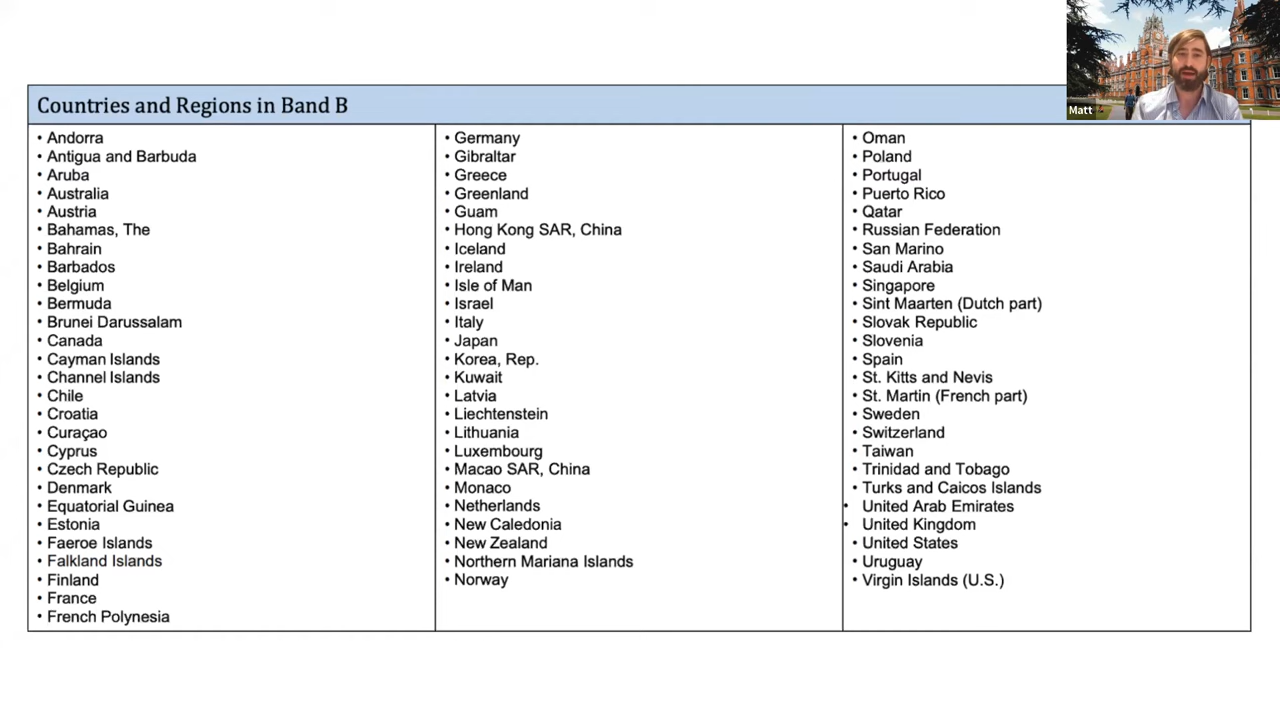 Countries and Regions in Band B
• Andorra
• Antigua and Barbuda
• Aruba
• Australia
• Austria
• Bahamas, The
• Bahrain
• Barbados
• Belgium
• Bermuda
• Brunei Darussalam
• Canada
• Cayman Islands
• Channel Islands
• Chile
• Croatia
• Curaçao
• Cyprus
• Czech Republic
• Denmark
• Equatorial Guinea
• Estonia
• Faeroe Islands
• Falkland Islands
• Finland
• France
• French Polynesia
• Germany
• Gibraltar
• Greece
• Greenland
• Guam
• Hong Kong SAR, China
• Iceland
• Ireland
• Isle of Man
• Israel
• Italy
• Japan
• Korea, Rep.
• Kuwait
• Latvia
• Liechtenstein
• Lithuania
• Luxembourg
• Macao SAR, China
• Monaco
• Netherlands
• New Caledonia
• New Zealand
• Northern Mariana Islands
• Norway
• Oman
• Poland
• Portugal
• Puerto Rico
• Qatar
• Russian Federation
• San Marino
• Saudi Arabia
• Singapore
• Sint Maarten (Dutch part)
• Slovak Republic
• Slovenia
• Spain
• St. Kitts and Nevis
• St. Martin (French part)
• Sweden
• Switzerland
• Taiwan
• Trinidad and Tobago
• Turks and Caicos Islands
• United Arab Emirates
• United Kingdom
• United States
• Uruguay
• Virgin Islands (U.S.)
Matt